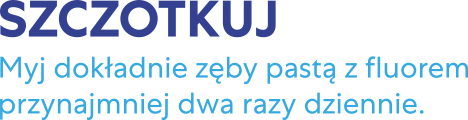 SZCZOTKUJ
Myj dokładnie zęby pastą z fluorem
przynajmniej dwa razy dziennie.